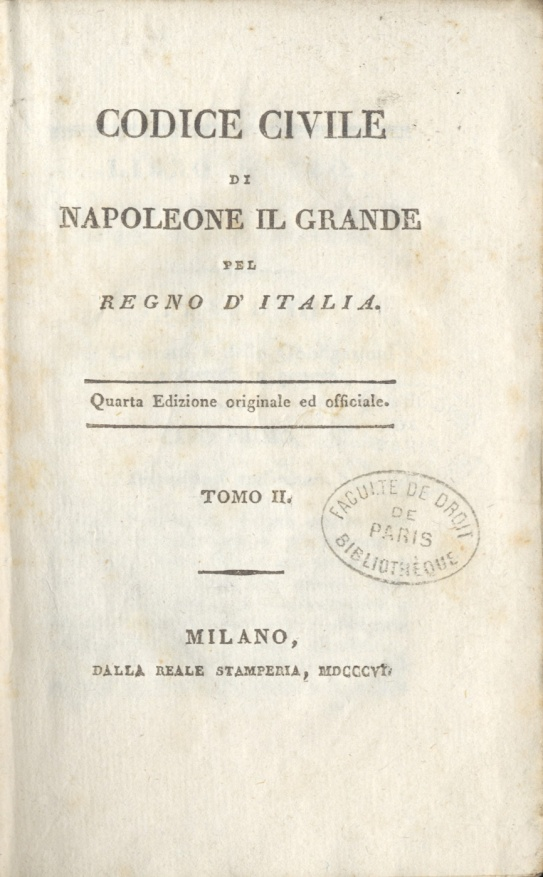 CODICE CIVILE
DI
NAPOLEONE IL GRANDE
PEL
REGNO D' ITALIA.
Quarta Edizione originale ed officiale.
TOMO II.
FACULTE DE DROIT
DE
PARIS
BIBLIOTHÈQUE
MILANO,
DALLA REALE STAMPERIA, MDCCCVI.